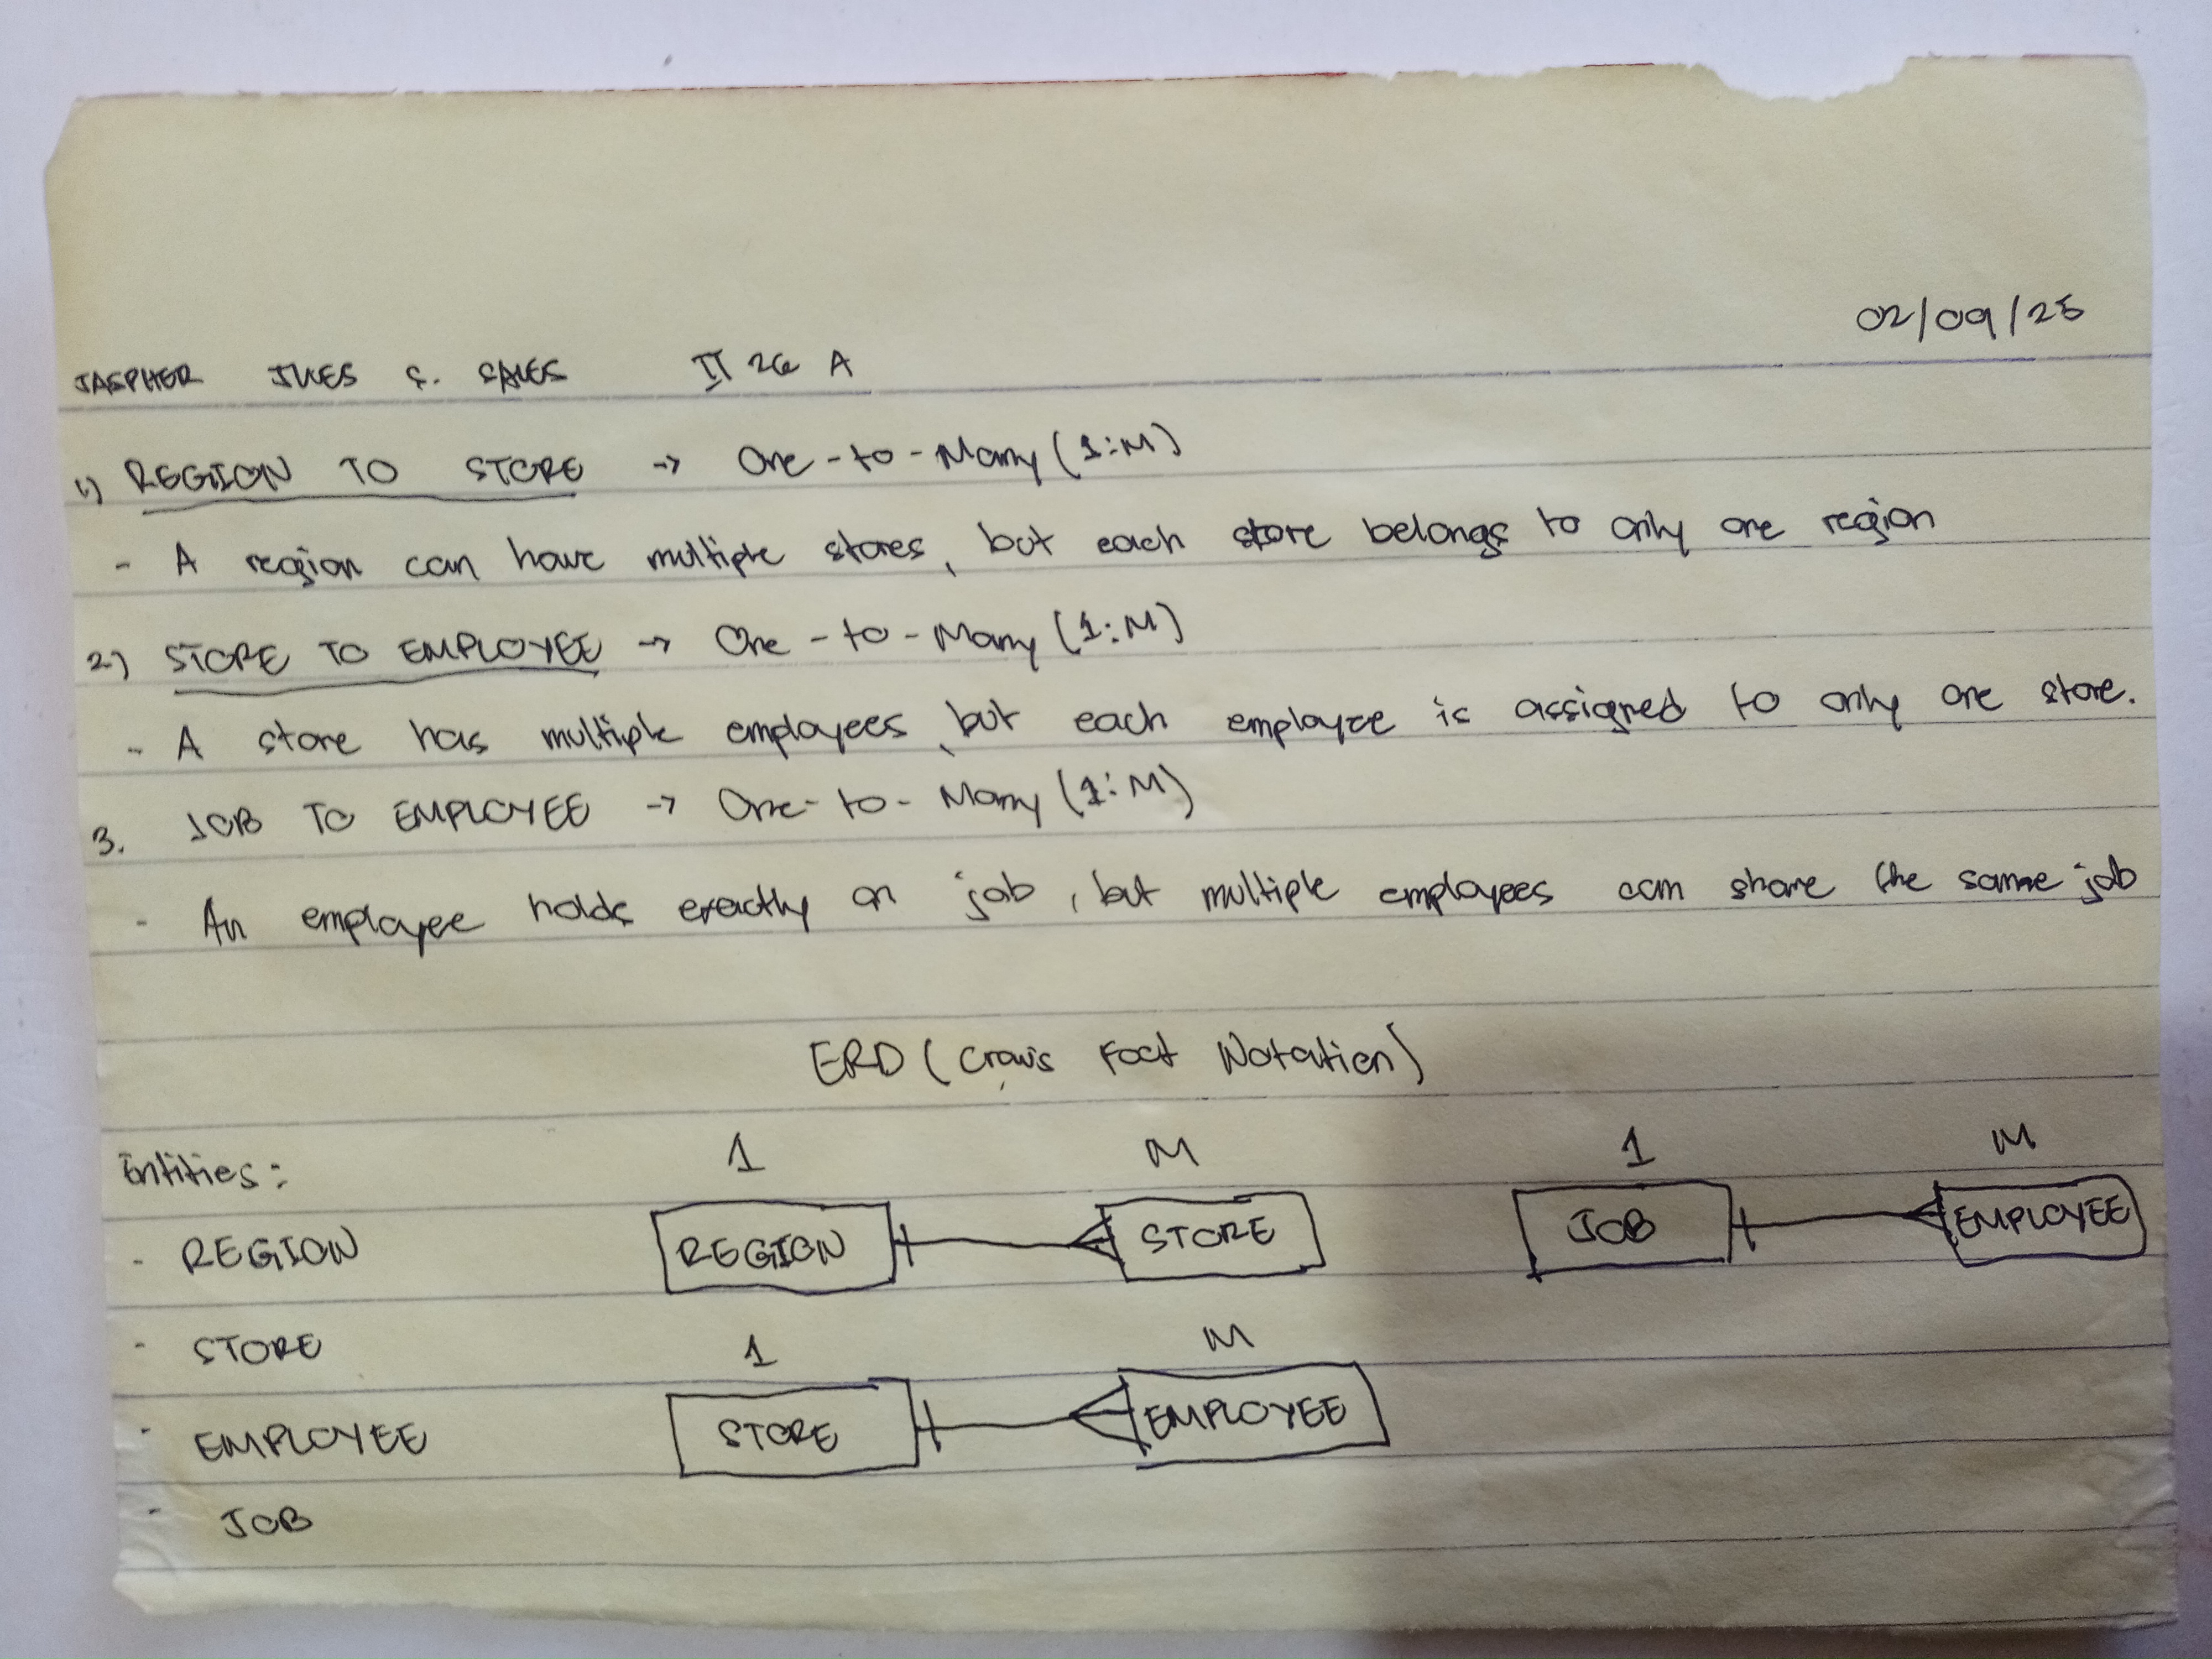 02/09/25
JASPHER JULES S. SALES IT 26 A
1) REGION TO STORE → One-to-Many (1:M)
- A region can have multiple stores, but each store belongs to only one region
2) STORE TO EMPLOYEE → One-to-Many (1:M)
- A store has multiple employees, but each employee is assigned to only one store.
3. JOB TO EMPLOYEE → One-to-Many (1:M)
- An employee holds exactly on job, but multiple employees can share the same job
ERD (Crow's Foot Notation)
Entities: 1 M 1 M
- REGION REGION STORE JOB EMPLOYEE
- STORE 1 M
- EMPLOYEE STORE EMPLOYEE
- JOB